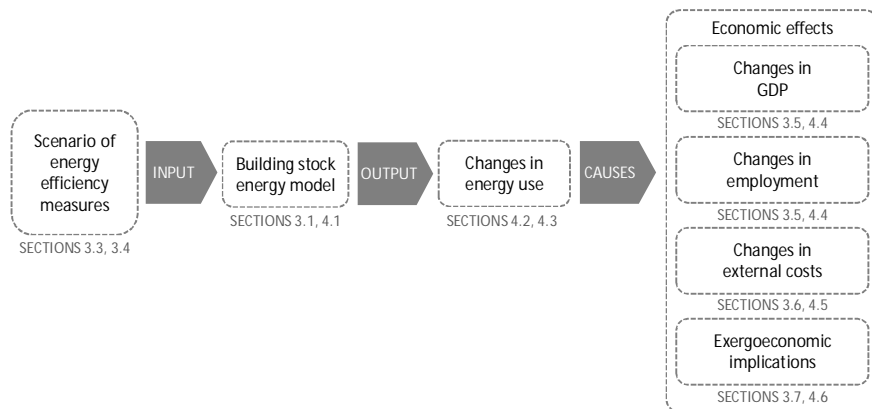 Scenario of
energy
efficiency
measures
SECTIONS 3.3, 3.4
INPUT
Building stock
energy model
SECTIONS 3.1, 4.1
OUTPUT
Changes in
energy use
SECTIONS 4.2, 4.3
CAUSES
Economic effects
Changes in
GDP
SECTIONS 3.5, 4.4
Changes in
employment
SECTIONS 3.5, 4.4
Changes in
external costs
SECTIONS 3.6, 4.5
Exergoeconomic
implications
SECTIONS 3.7, 4.6